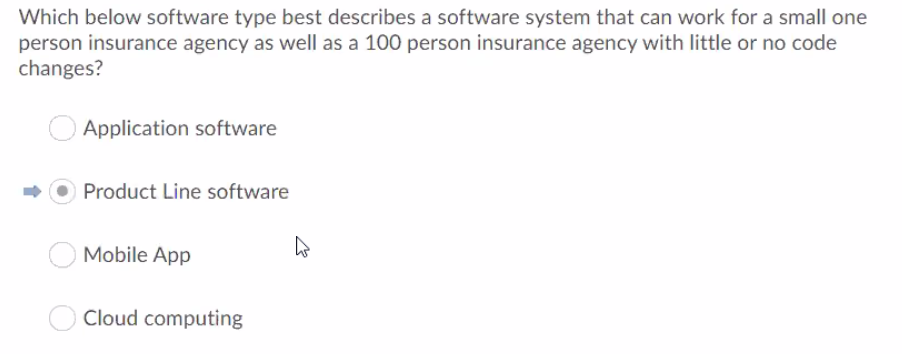 Which below software type best describes a software system that can work for a small one
person insurance agency as well as a 100 person insurance agency with little or no code
changes?
Application software
Product Line software
Mobile App
Cloud computing